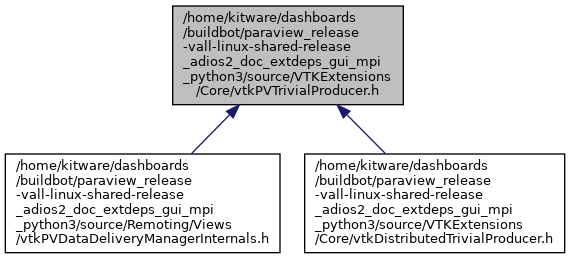 /home/kitware/dashboards
/buildbot/paraview_release
-vall-linux-shared-release
_adios2_doc_extdeps_gui_mpi
_python3/source/VTKExtensions
/Core/vtkPVTrivialProducer.h
/home/kitware/dashboards
/buildbot/paraview_release
-vall-linux-shared-release
_adios2_doc_extdeps_gui_mpi
_python3/source/Remoting/Views
/vtkPVDataDeliveryManagerInternals.h
/home/kitware/dashboards
/buildbot/paraview_release
-vall-linux-shared-release
_adios2_doc_extdeps_gui_mpi
_python3/source/VTKExtensions
/Core/vtkDistributedTrivialProducer.h